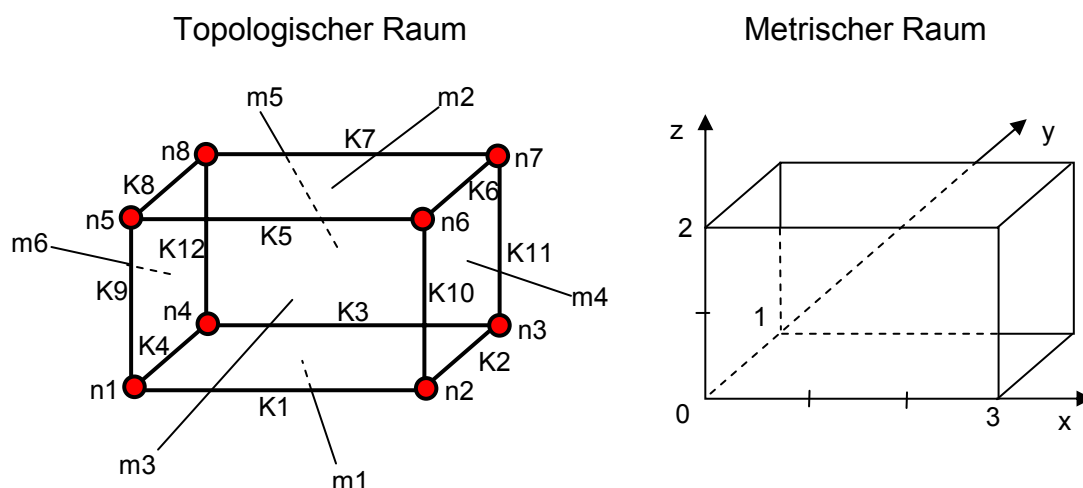 Topologischer Raum
Metrischer Raum
m5
m2
n8
K7
n7
K8
K6
n5
K5
n6
m6
K12
K11
K9
K10
m4
n4
K3
n3
K4
K2
n1
K1
n2
m3
m1
z
y
2
1
0
3
x